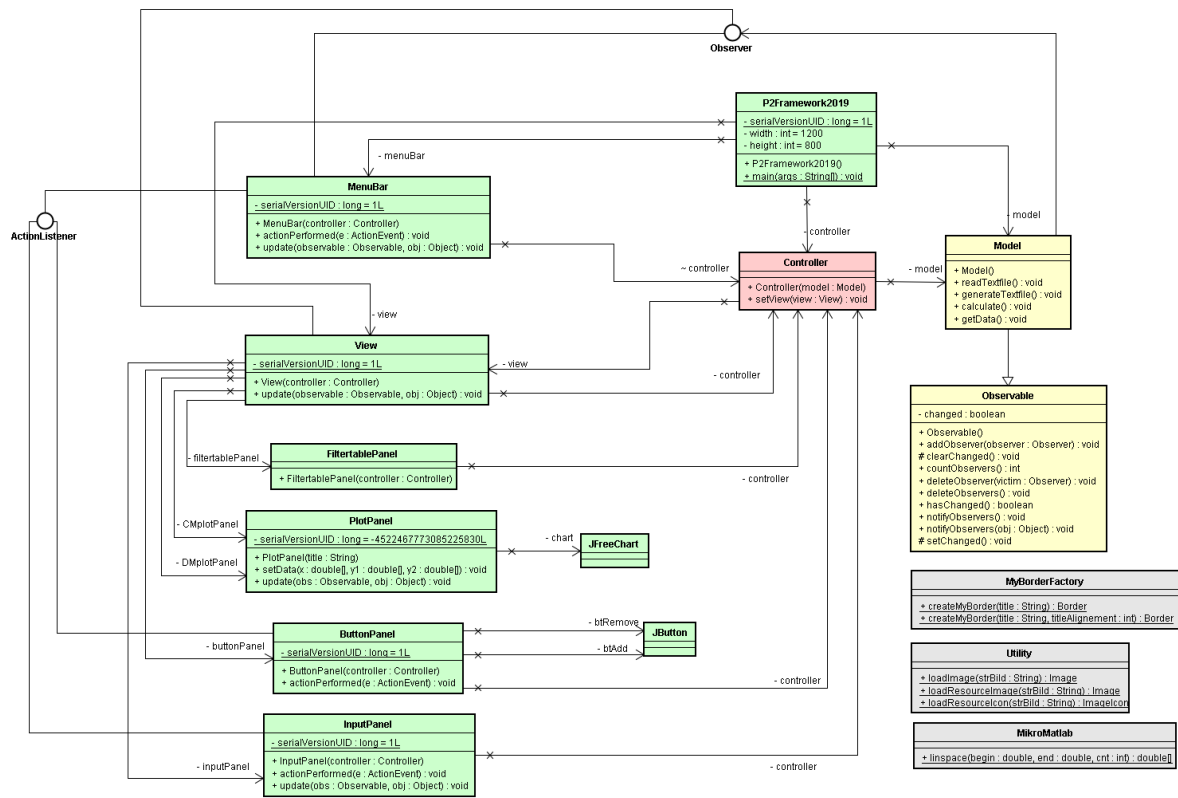 Observer
P2Framework2019
- serialVersionUID : long = 1L
- width : int = 1200
- height : int = 800
+ P2Framework2019()
+ main(args : String[]) : void
- menuBar
MenuBar
- serialVersionUID : long = 1L
+ MenuBar(controller : Controller)
+ actionPerformed(e : ActionEvent) : void
+ update(observable : Observable, obj : Object) : void
ActionListener
- model
- controller
Model
+ Model()
+ readTextfile() : void
+ generateTextfile() : void
+ calculate() : void
+ getData() : void
Controller
+ Controller(model : Model)
+ setView(view : View) : void
~ controller
- model
- view
View
- serialVersionUID : long = 1L
+ View(controller : Controller)
+ update(observable : Observable, obj : Object) : void
- view
- controller
Observable
- changed : boolean
+ Observable()
+ addObserver(observer : Observer) : void
# clearChanged() : void
+ countObservers() : int
+ deleteObserver(victim : Observer) : void
+ deleteObservers() : void
+ hasChanged() : boolean
+ notifyObservers() : void
+ notifyObservers(obj : Object) : void
# setChanged() : void
- filtertablePanel
FiltertablePanel
+ FiltertablePanel(controller : Controller)
- controller
- CMplotPanel
- DMplotPanel
PlotPanel
- serialVersionUID : long = -4522467773085225830L
+ PlotPanel(title : String)
+ setData(x : double[], y1 : double[], y2 : double[]) : void
+ update(obs : Observable, obj : Object) : void
- chart
JFreeChart
MyBorderFactory
+ createMyBorder(title : String) : Border
+ createMyBorder(title : String, titleAlignement : int) : Border
- buttonPanel
ButtonPanel
- serialVersionUID : long = 1L
+ ButtonPanel(controller : Controller)
+ actionPerformed(e : ActionEvent) : void
- btRemove
- btAdd
JButton
- controller
Utility
+ loadImage(strBild : String) : Image
+ loadResourceImage(strBild : String) : Image
+ loadResourceIcon(strBild : String) : ImageIcon
- inputPanel
InputPanel
- serialVersionUID : long = 1L
+ InputPanel(controller : Controller)
+ actionPerformed(e : ActionEvent) : void
+ update(obs : Observable, obj : Object) : void
- controller
MikroMatlab
+ linspace(begin : double, end : double, cnt : int) : double[]